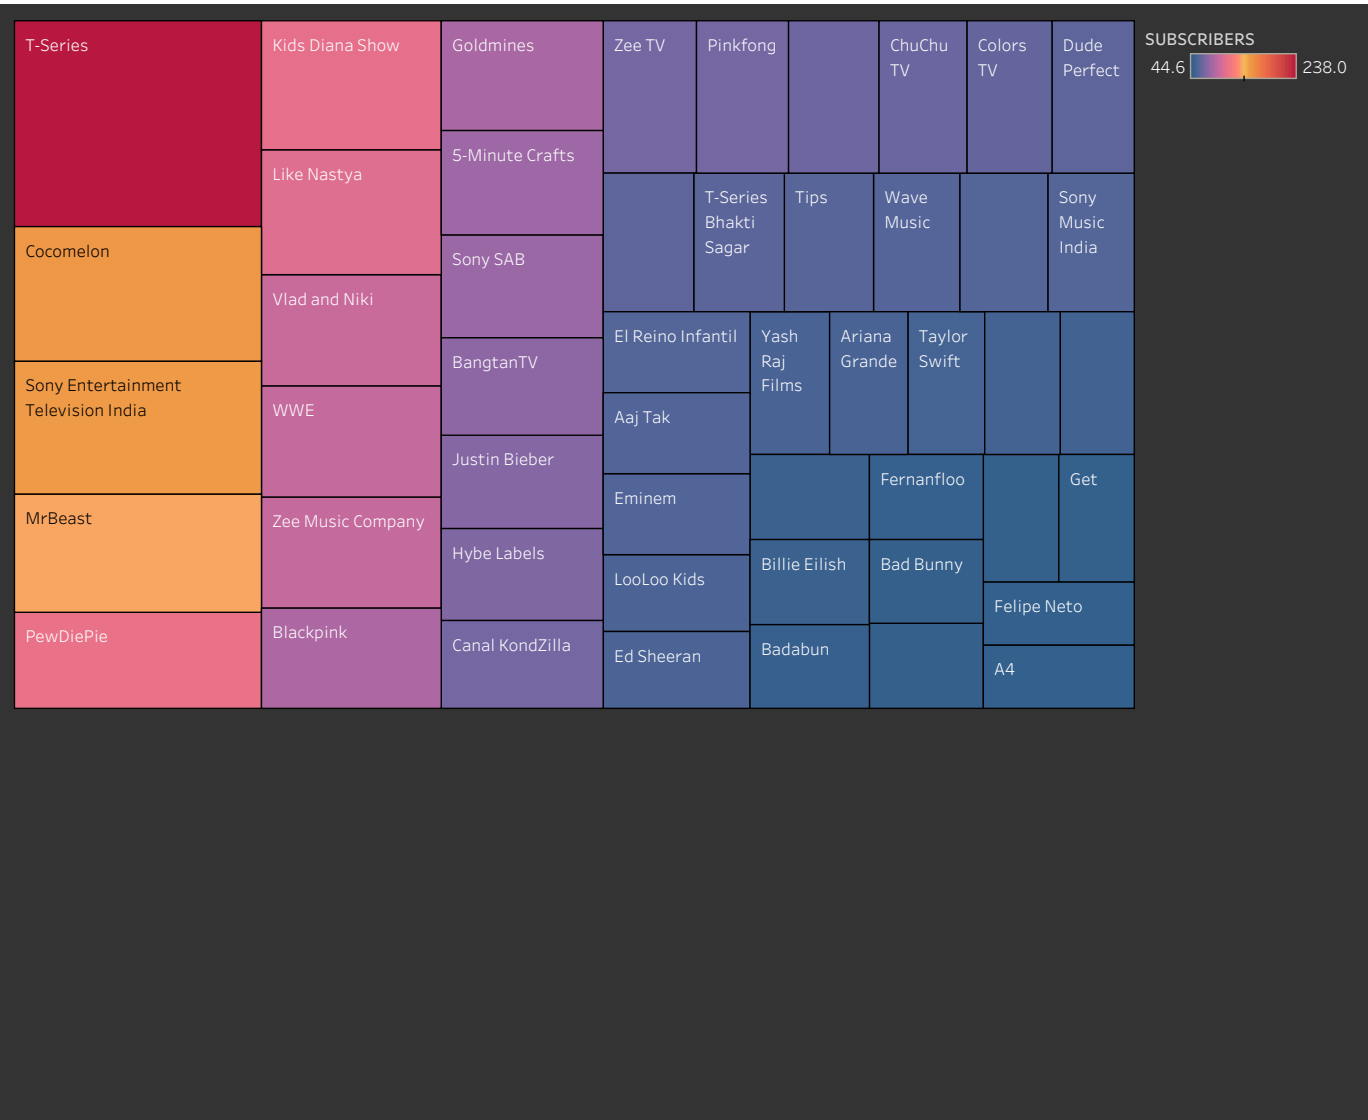 T-Series
Cocomelon
Sony Entertainment
Television India
MrBeast
PewDiePie
Kids Diana Show
Like Nastya
Vlad and Niki
WWE
Zee Music Company
Blackpink
Goldmines
5-Minute Crafts
Sony SAB
BangtanTV
Justin Bieber
Hybe Labels
Canal KondZilla
Zee TV
Pinkfong
ChuChu
TV
Colors
TV
Dude
Perfect
T-Series
Bhakti
Sagar
Tips
Wave
Music
Sony
Music
India
El Reino Infantil
Aaj Tak
Eminem
LooLoo Kids
Ed Sheeran
Yash
Raj
Films
Ariana
Grande
Taylor
Swift
Billie Eilish
Badabun
Fernanfloo
Bad Bunny
Get
Felipe Neto
A4
SUBSCRIBERS
44.6
238.0